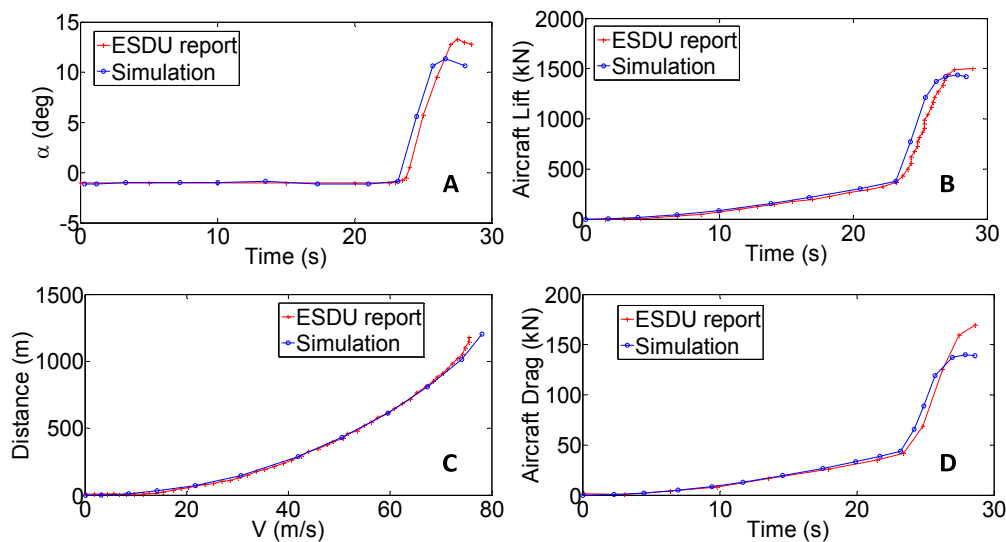 15
10
5
0
−5
0
10
20
30
α (deg)
Time (s)
ESDU report
Simulation
A
2000
1500
1000
500
0
0
10
20
30
Aircraft Lift (kN)
Time (s)
ESDU report
Simulation
B
1500
1000
500
0
0
20
40
60
80
Distance (m)
V (m/s)
ESDU report
Simulation
C
200
150
100
50
0
0
10
20
30
Aircraft Drag (kN)
Time (s)
ESDU report
Simulation
D